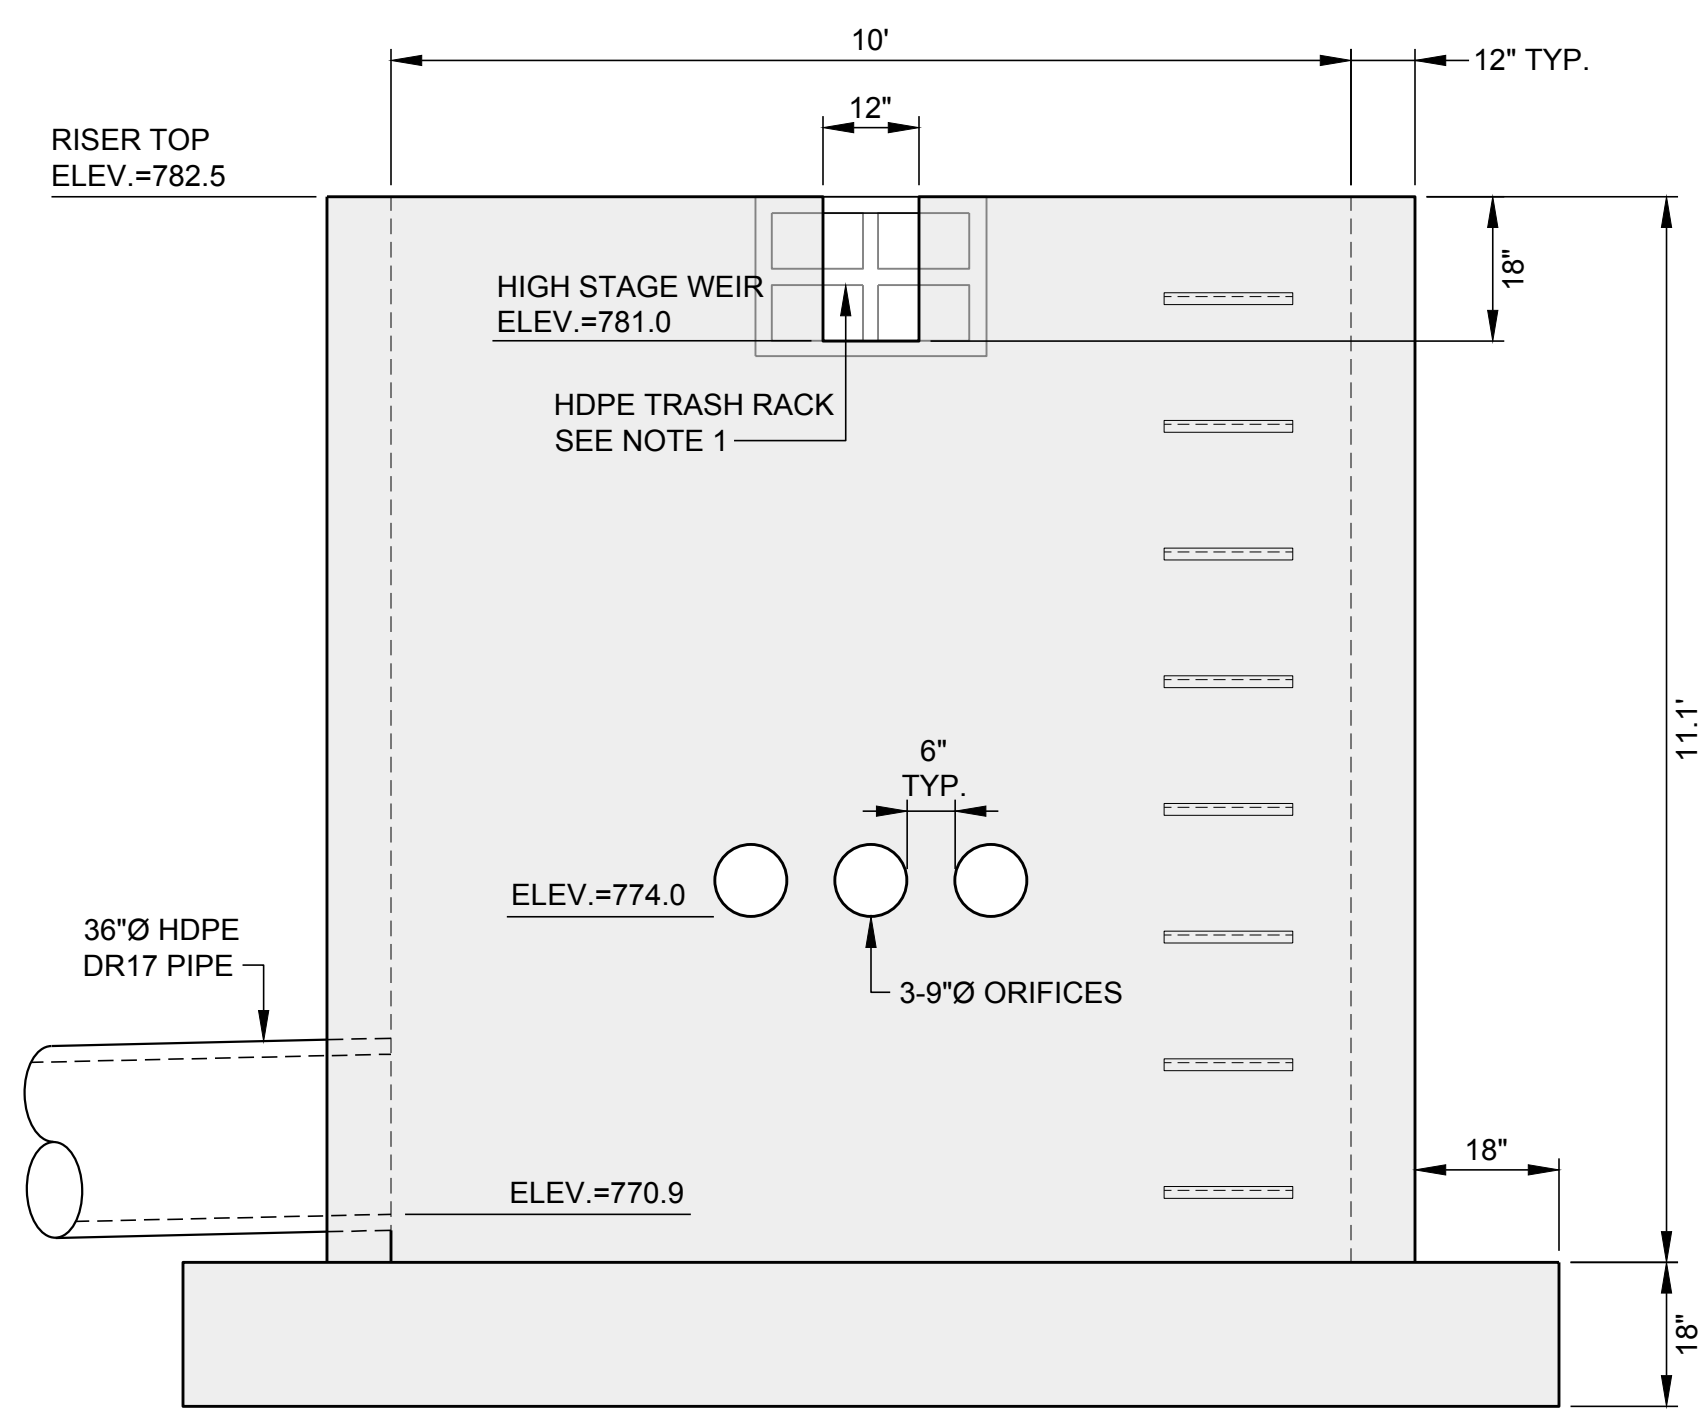 10'
12" TYP.
12"
RISER TOP
ELEV.=782.5
18"
HIGH STAGE WEIR
ELEV.=781.0
HDPE TRASH RACK
SEE NOTE 1
11.1'
6"
TYP.
ELEV.=774.0
36"Ø HDPE
DR17 PIPE
3-9"Ø ORIFICES
18"
ELEV.=770.9
18"